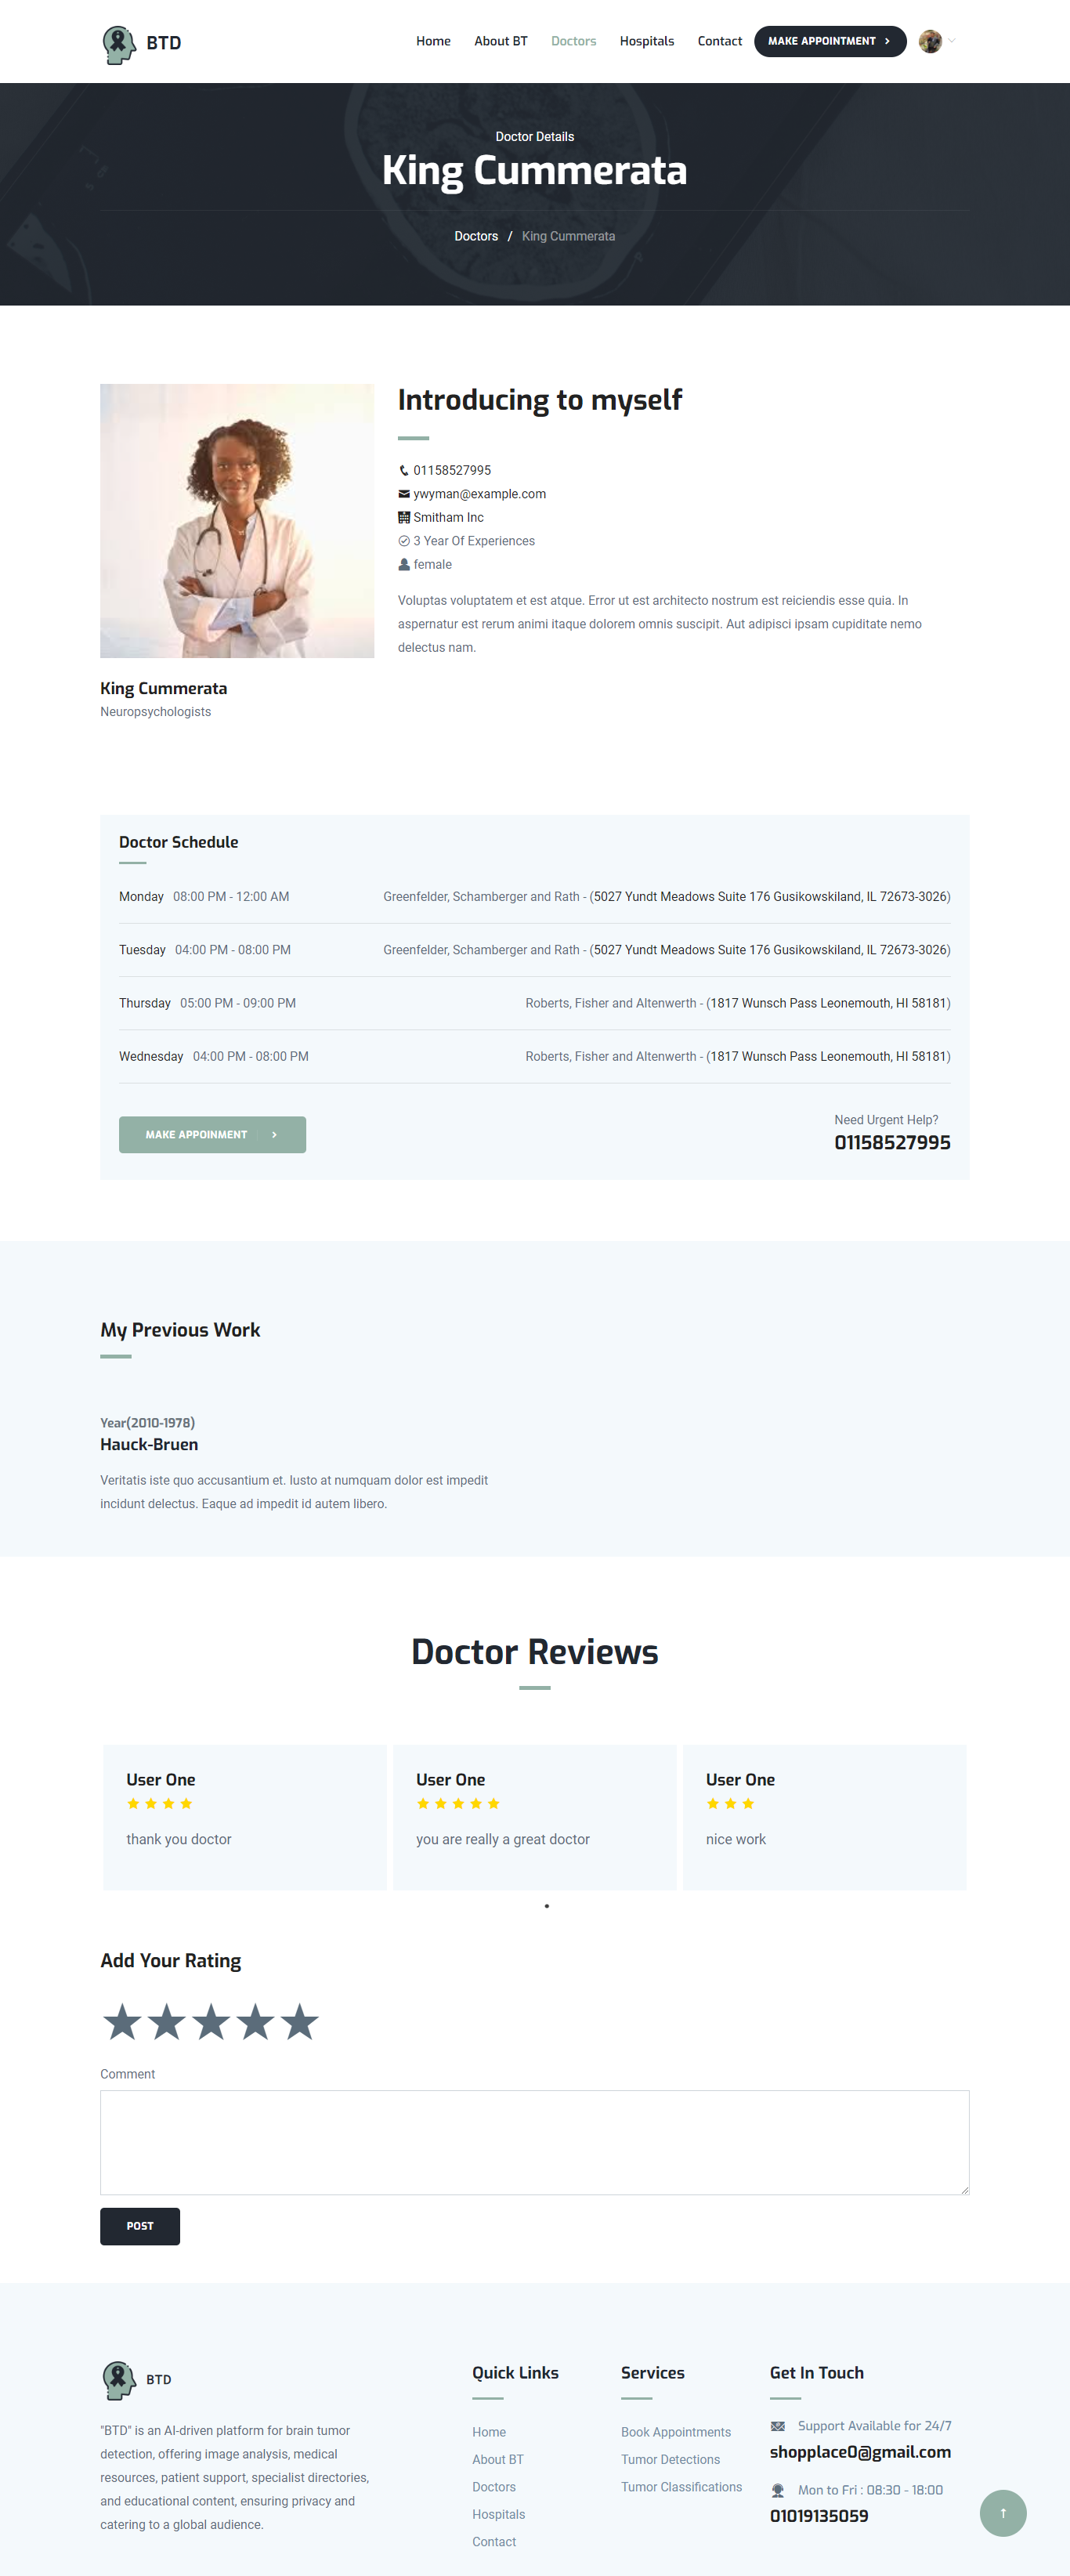 BTD
Home About BT Doctors Hospitals Contact MAKE APPOINTMENT
Doctor Details
King Cummerata
Doctors / King Cummerata
Introducing to myself
01158527995
ywyman@example.com
Smitham Inc
3 Year Of Experiences
female
Voluptas voluptatem et est atque. Error ut est architecto nostrum est reiciendis esse quia. In
aspernatur est rerum animi itaque dolorem omnis suscipit. Aut adipisci ipsam cupiditate nemo
delectus nam.
King Cummerata
Neuropsychologists
Doctor Schedule
Monday 08:00 PM - 12:00 AM Greenfelder, Schamberger and Rath - (5027 Yundt Meadows Suite 176 Gusikowskiland, IL 72673-3026)
Tuesday 04:00 PM - 08:00 PM Greenfelder, Schamberger and Rath - (5027 Yundt Meadows Suite 176 Gusikowskiland, IL 72673-3026)
Thursday 05:00 PM - 09:00 PM Roberts, Fisher and Altenwerth - (1817 Wunsch Pass Leonemouth, HI 58181)
Wednesday 04:00 PM - 08:00 PM Roberts, Fisher and Altenwerth - (1817 Wunsch Pass Leonemouth, HI 58181)
MAKE APPOINMENT
Need Urgent Help?
01158527995
My Previous Work
Year(2010-1978)
Hauck-Bruen
Veritatis iste quo accusantium et. Iusto at numquam dolor est impedit
incidunt delectus. Eaque ad impedit id autem libero.
Doctor Reviews
User One
thank you doctor
User One
you are really a great doctor
User One
nice work
Add Your Rating
Comment
POST
BTD
"BTD" is an AI-driven platform for brain tumor
detection, offering image analysis, medical
resources, patient support, specialist directories,
and educational content, ensuring privacy and
catering to a global audience.
Quick Links
Home
About BT
Doctors
Hospitals
Contact
Services
Book Appointments
Tumor Detections
Tumor Classifications
Get In Touch
Support Available for 24/7
shopplace0@gmail.com
Mon to Fri : 08:30 - 18:00
01019135059